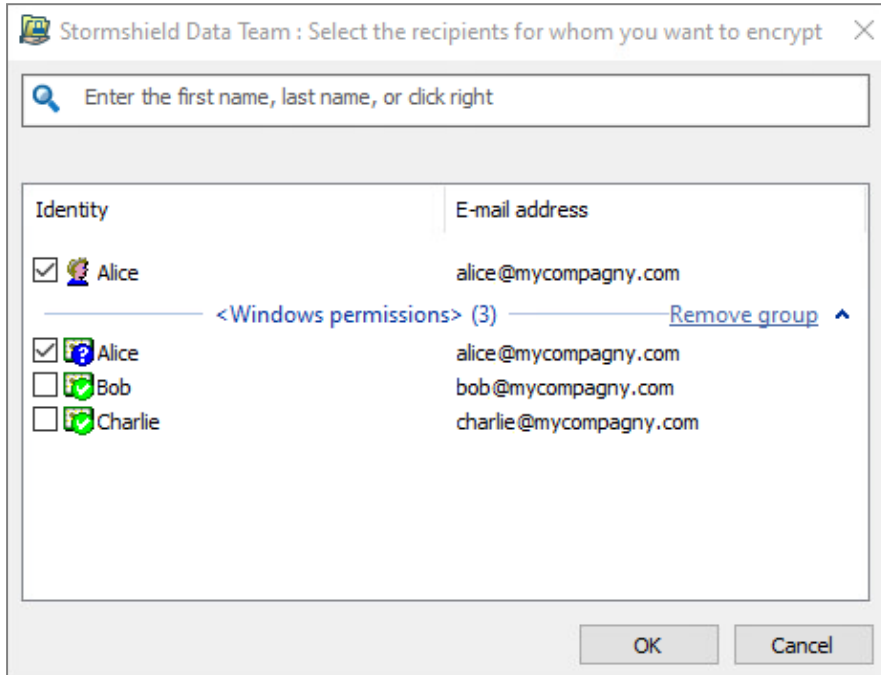 Stormshield Data Team : Select the recipients for whom you want to encrypt
Enter the first name, last name, or click right
Identity E-mail address
Alice alice@mycompagny.com
<Windows permissions> (3) Remove group
Alice alice@mycompagny.com
Bob bob@mycompagny.com
Charlie charlie@mycompagny.com
OK Cancel